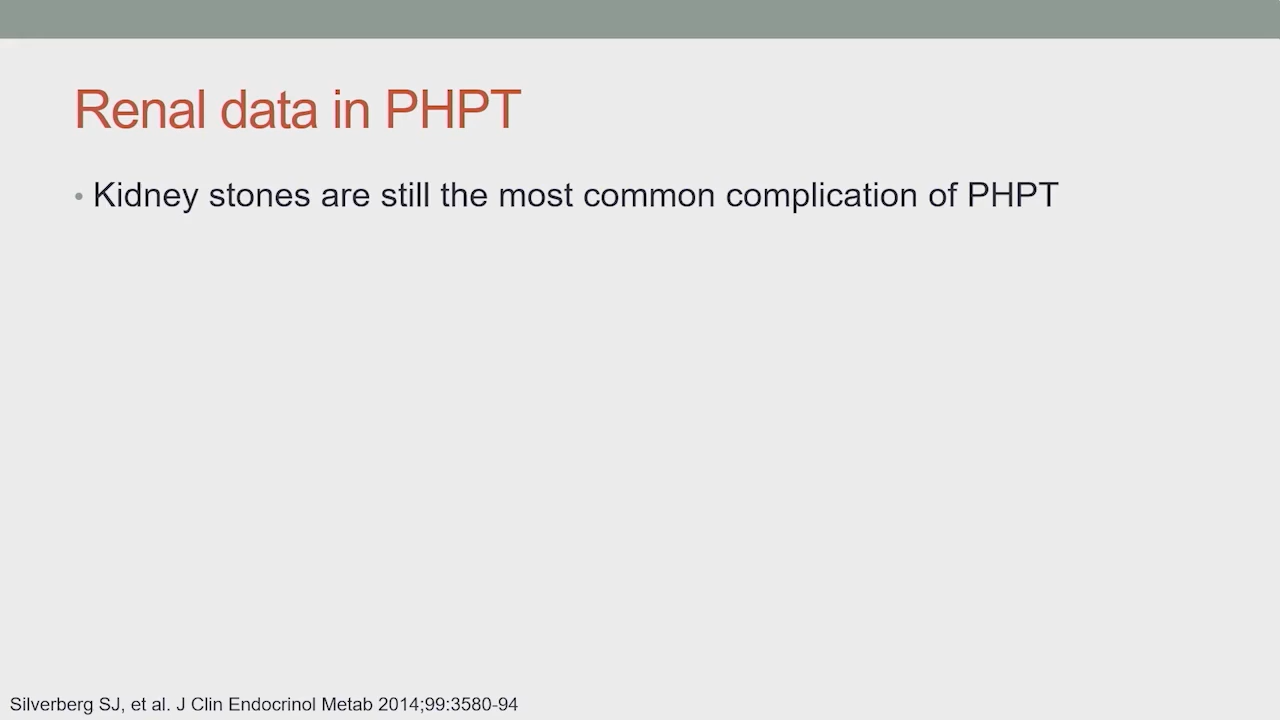 Renal data in PHPT
• Kidney stones are still the most common complication of PHPT
Silverberg SJ, et al. J Clin Endocrinol Metab 2014;99:3580-94